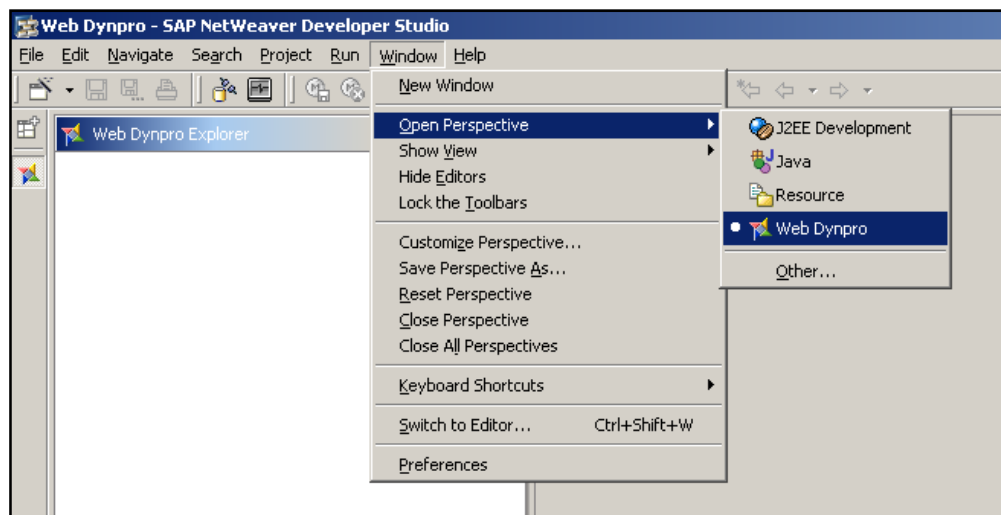 Web Dynpro - SAP NetWeaver Developer Studio
File Edit Navigate Search Project Run Window Help
Web Dynpro Explorer
New Window
Open Perspective
Show View
Hide Editors
Lock the Toolbars
Customize Perspective...
Save Perspective As...
Reset Perspective
Close Perspective
Close All Perspectives
Keyboard Shortcuts
Switch to Editor... Ctrl+Shift+W
Preferences
J2EE Development
Java
Resource
Web Dynpro
Other...